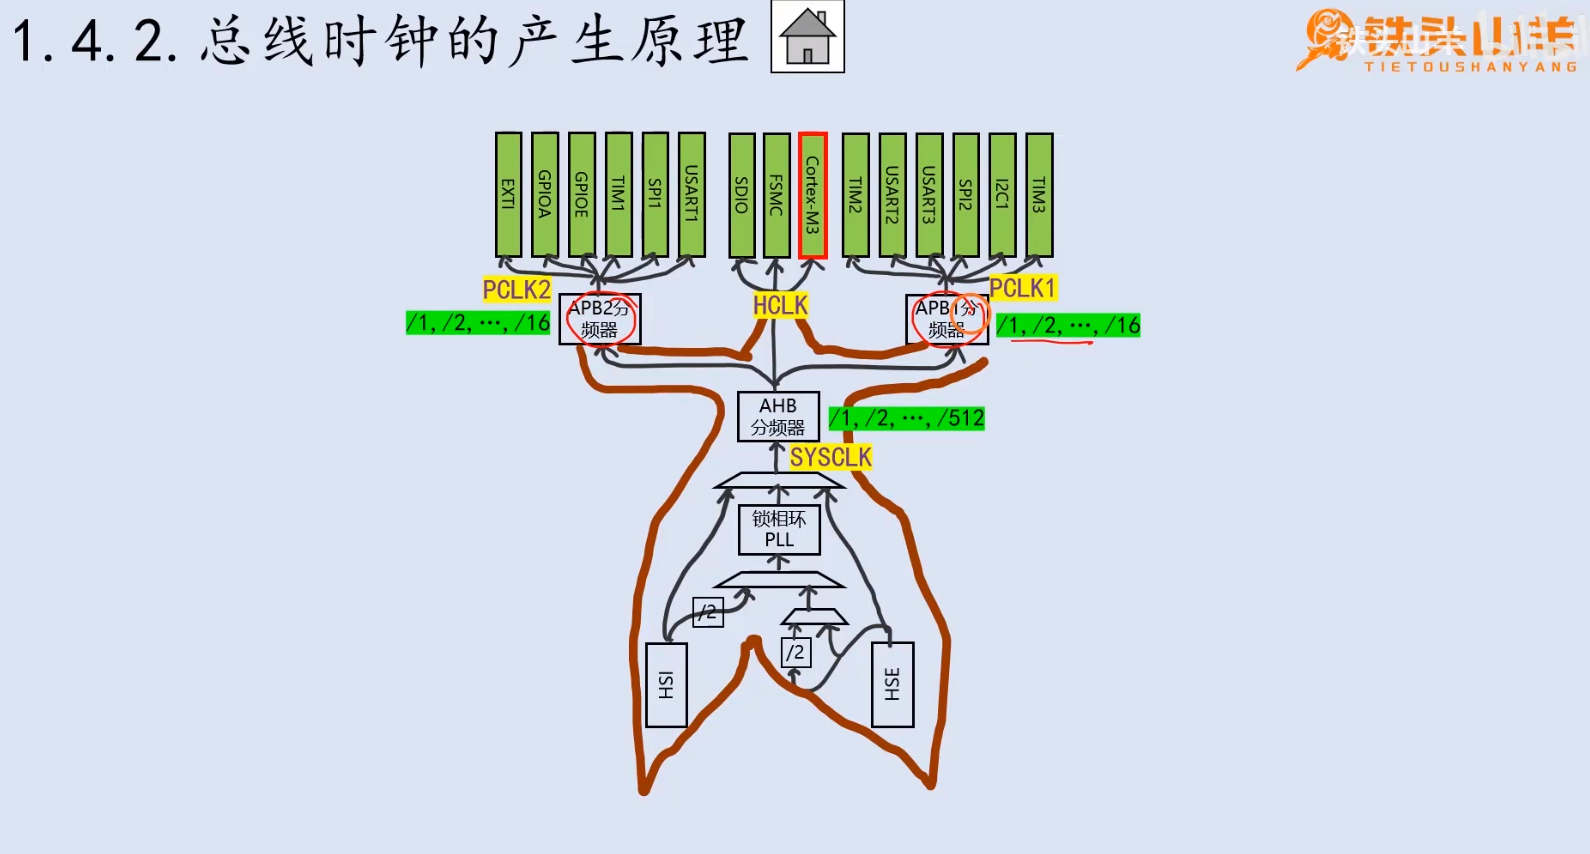 1.4.2.总线时钟的产生原理
铁头山羊
TIETOUSHANYANG
EXTI
GPIOA
GPIOE
TIM1
SPI1
USART1
SDIO
FSMC
Cortex-M3
TIM2
USART2
USART3
SPI2
I2C1
TIM3
PCLK2
HCLK
PCLK1
/1,/2,…,/16
APB2分
频器
APB1分
频器
/1,/2,…,/16
AHB
分频器
/1,/2,…,/512
SYSCLK
锁相环
PLL
/2
/2
HSI
HSE